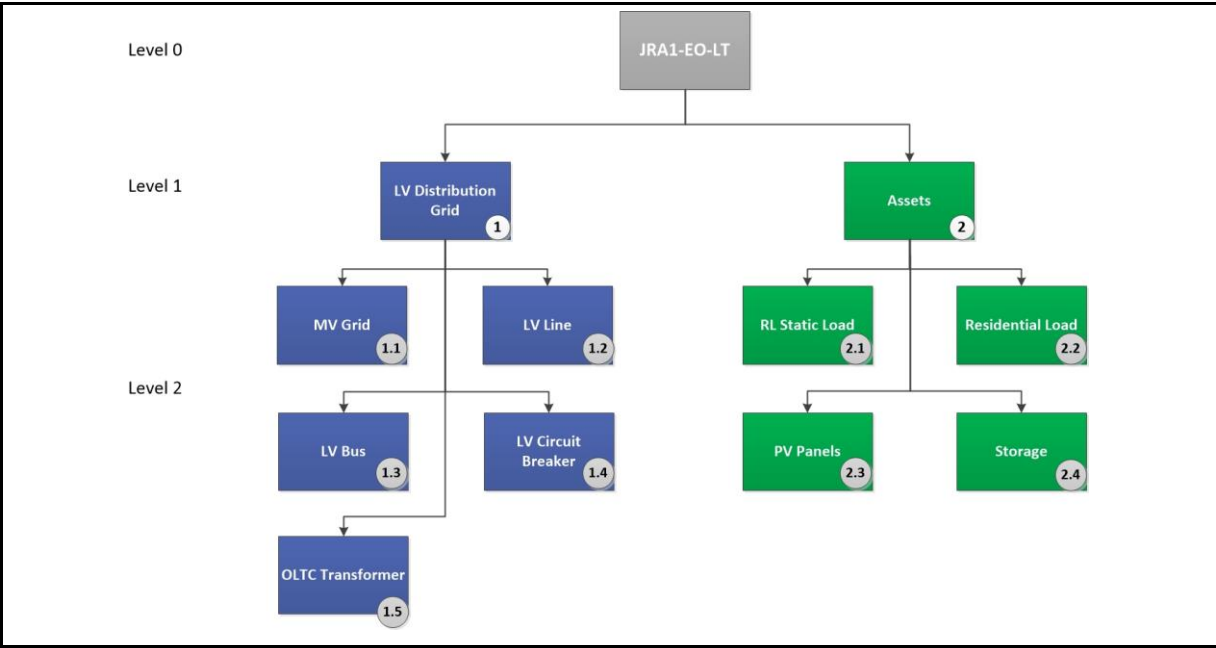 Level 0
JRA1-EO-LT
Level 1
LV Distribution
Grid
1
Assets
2
MV Grid
1.1
LV Line
1.2
RL Static Load
2.1
Residential Load
2.2
Level 2
LV Bus
1.3
LV Circuit
Breaker
1.4
PV Panels
2.3
Storage
2.4
OLTC Transformer
1.5